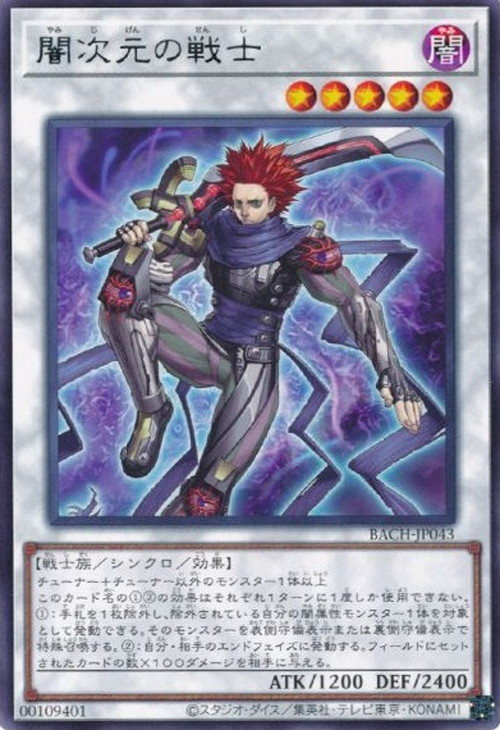 闇次元の戦士
闇
BACH-JP043
【戦士族/シンクロ/効果】
チューナー+チューナー以外のモンスター1体以上
このカード名の①②の効果はそれぞれ1ターンに1度しか使用できない。
①:手札を1枚除外し、除外されている自分の闇属性モンスター1体を対象
として発動できる。そのモンスターを表側守備表示または裏側守備表示で
特殊召喚する。②:自分・相手のエンドフェイズに発動する。フィールドにセット
されたカードの数×100ダメージを相手に与える。
ATK/1200 DEF/2400
00109401 ©スタジオ・ダイス/集英社・テレビ東京・KONAMI